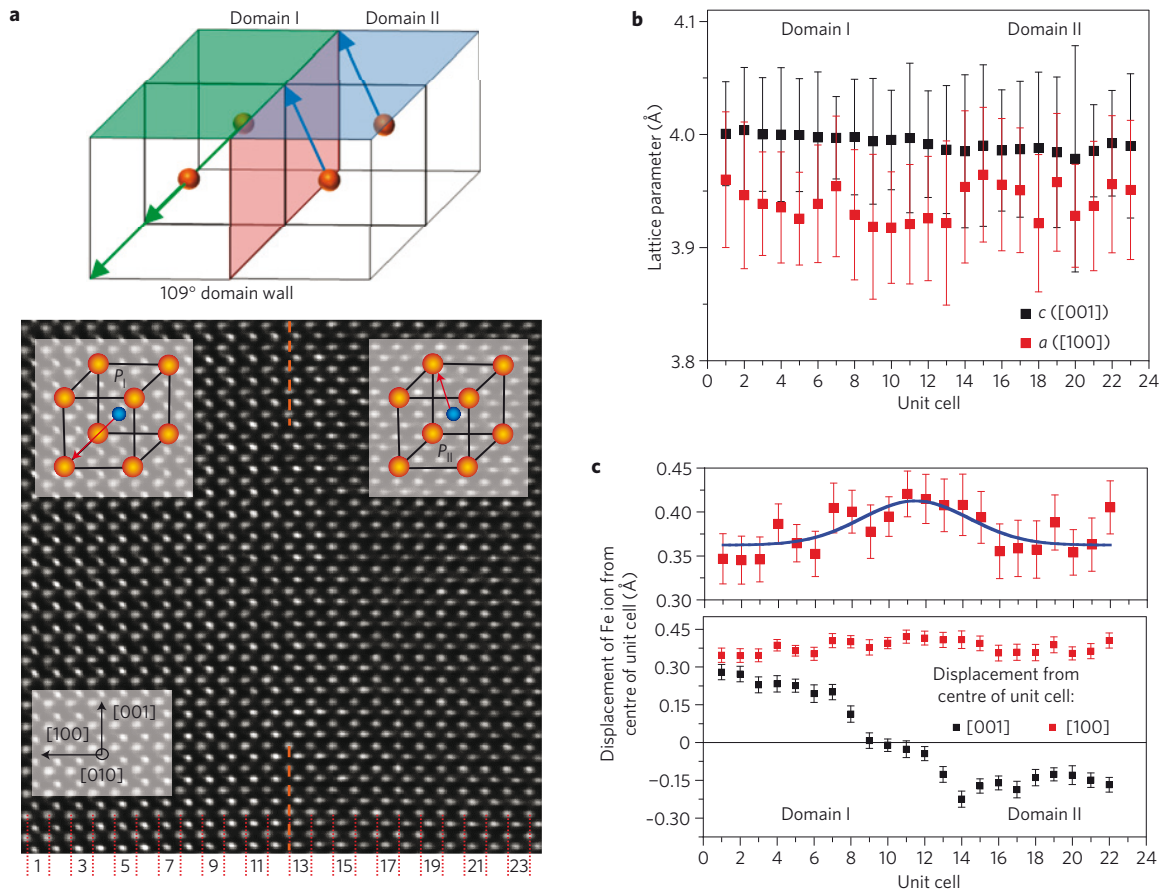 a
Domain I
Domain II
109° domain wall
P_I
P_II
[001]
[100]
[010]
1 3 5 7 9 11 13 15 17 19 21 23
b
4.1
Domain I
Domain II
4.0
Lattice parameter (Å)
3.9
c ([001])
a ([100])
3.8
0 2 4 6 8 10 12 14 16 18 20 22 24
Unit cell
c
0.45
0.40
0.35
0.30
Displacement of Fe ion from
centre of unit cell (Å)
0.45
0.30
Displacement from
centre of unit cell:
0.15
[001] [100]
0
−0.15
Domain I
Domain II
−0.30
0 2 4 6 8 10 12 14 16 18 20 22 24
Unit cell